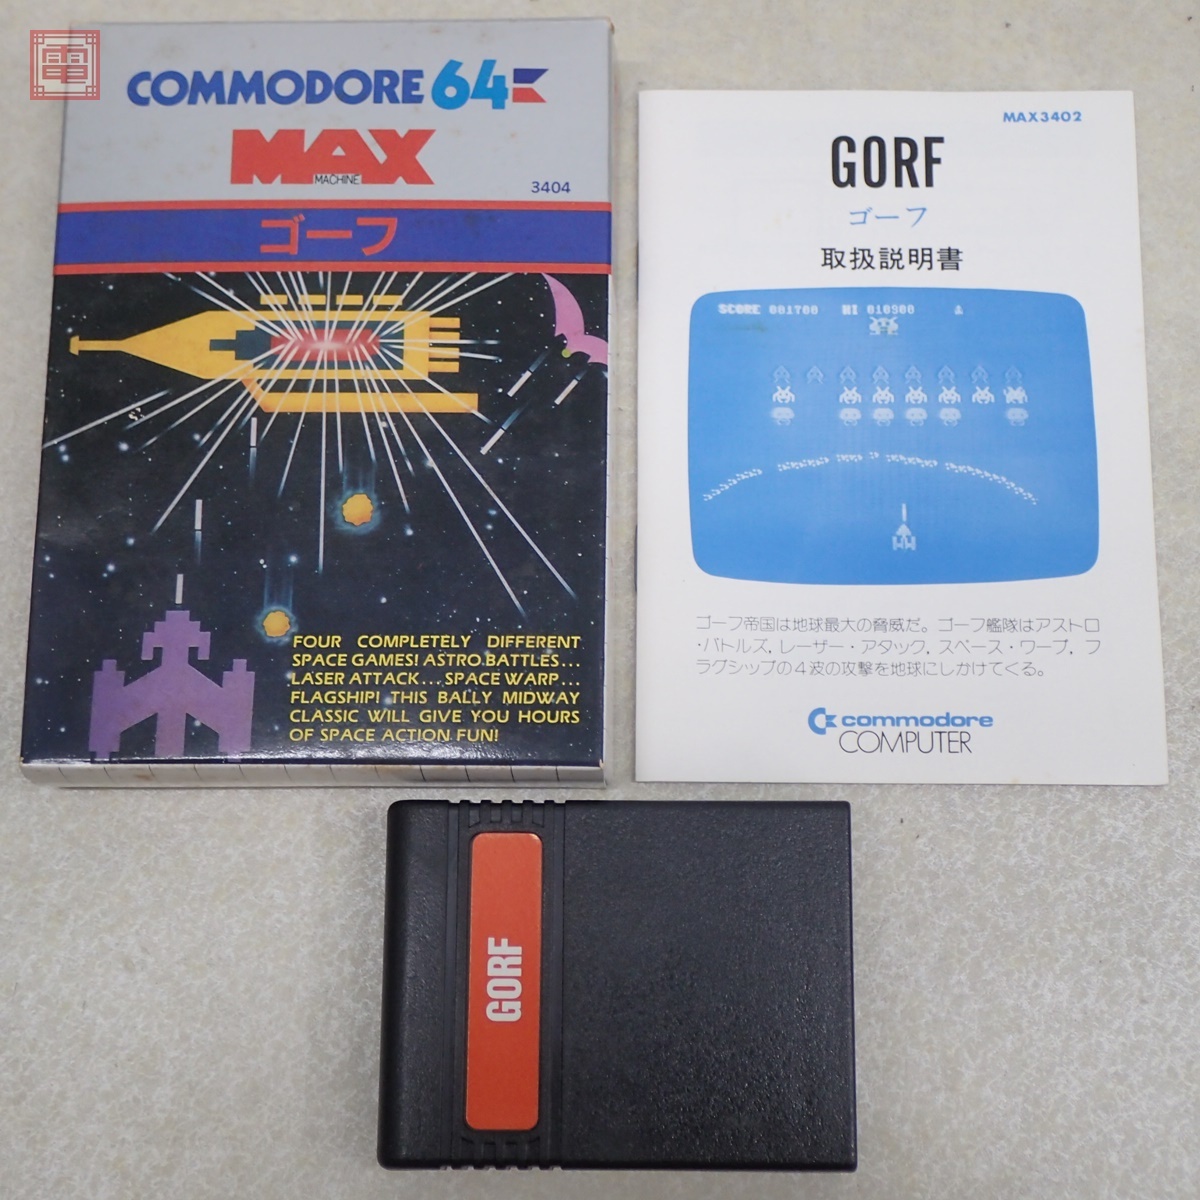 電
COMMODORE 64
MAX
MACHINE
3404
ゴーフ
FOUR COMPLETELY DIFFERENT
SPACE GAMES! ASTRO BATTLES...
LASER ATTACK...SPACE WARP...
FLAGSHIP! THIS BALLY MIDWAY
CLASSIC WILL GIVE YOU HOURS
OF SPACE ACTION FUN!
MAX3402
GORF
ゴーフ
取扱説明書
SCORE 001700 HI 010900
ゴーフ帝国は地球最大の脅威だ。ゴーフ艦隊はアストロ
・バトルズ, レーザー・アタック, スペース・ワープ, フ
ラグシップの4波の攻撃を地球にしかけてくる。
commodore
COMPUTER
GORF